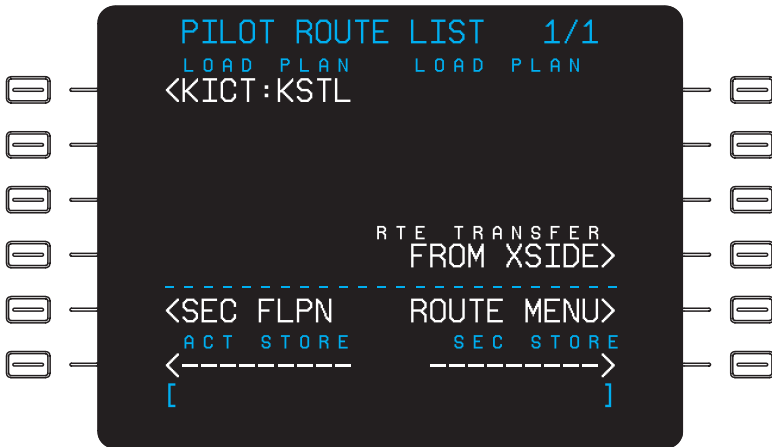 PILOT ROUTE LIST 1/1
LOAD PLAN LOAD PLAN
<KICT:KSTL
RTE TRANSFER
FROM XSIDE>
--------------------
<SEC FLPN ROUTE MENU>
ACT STORE SEC STORE
<---------- ---------->
[ ]